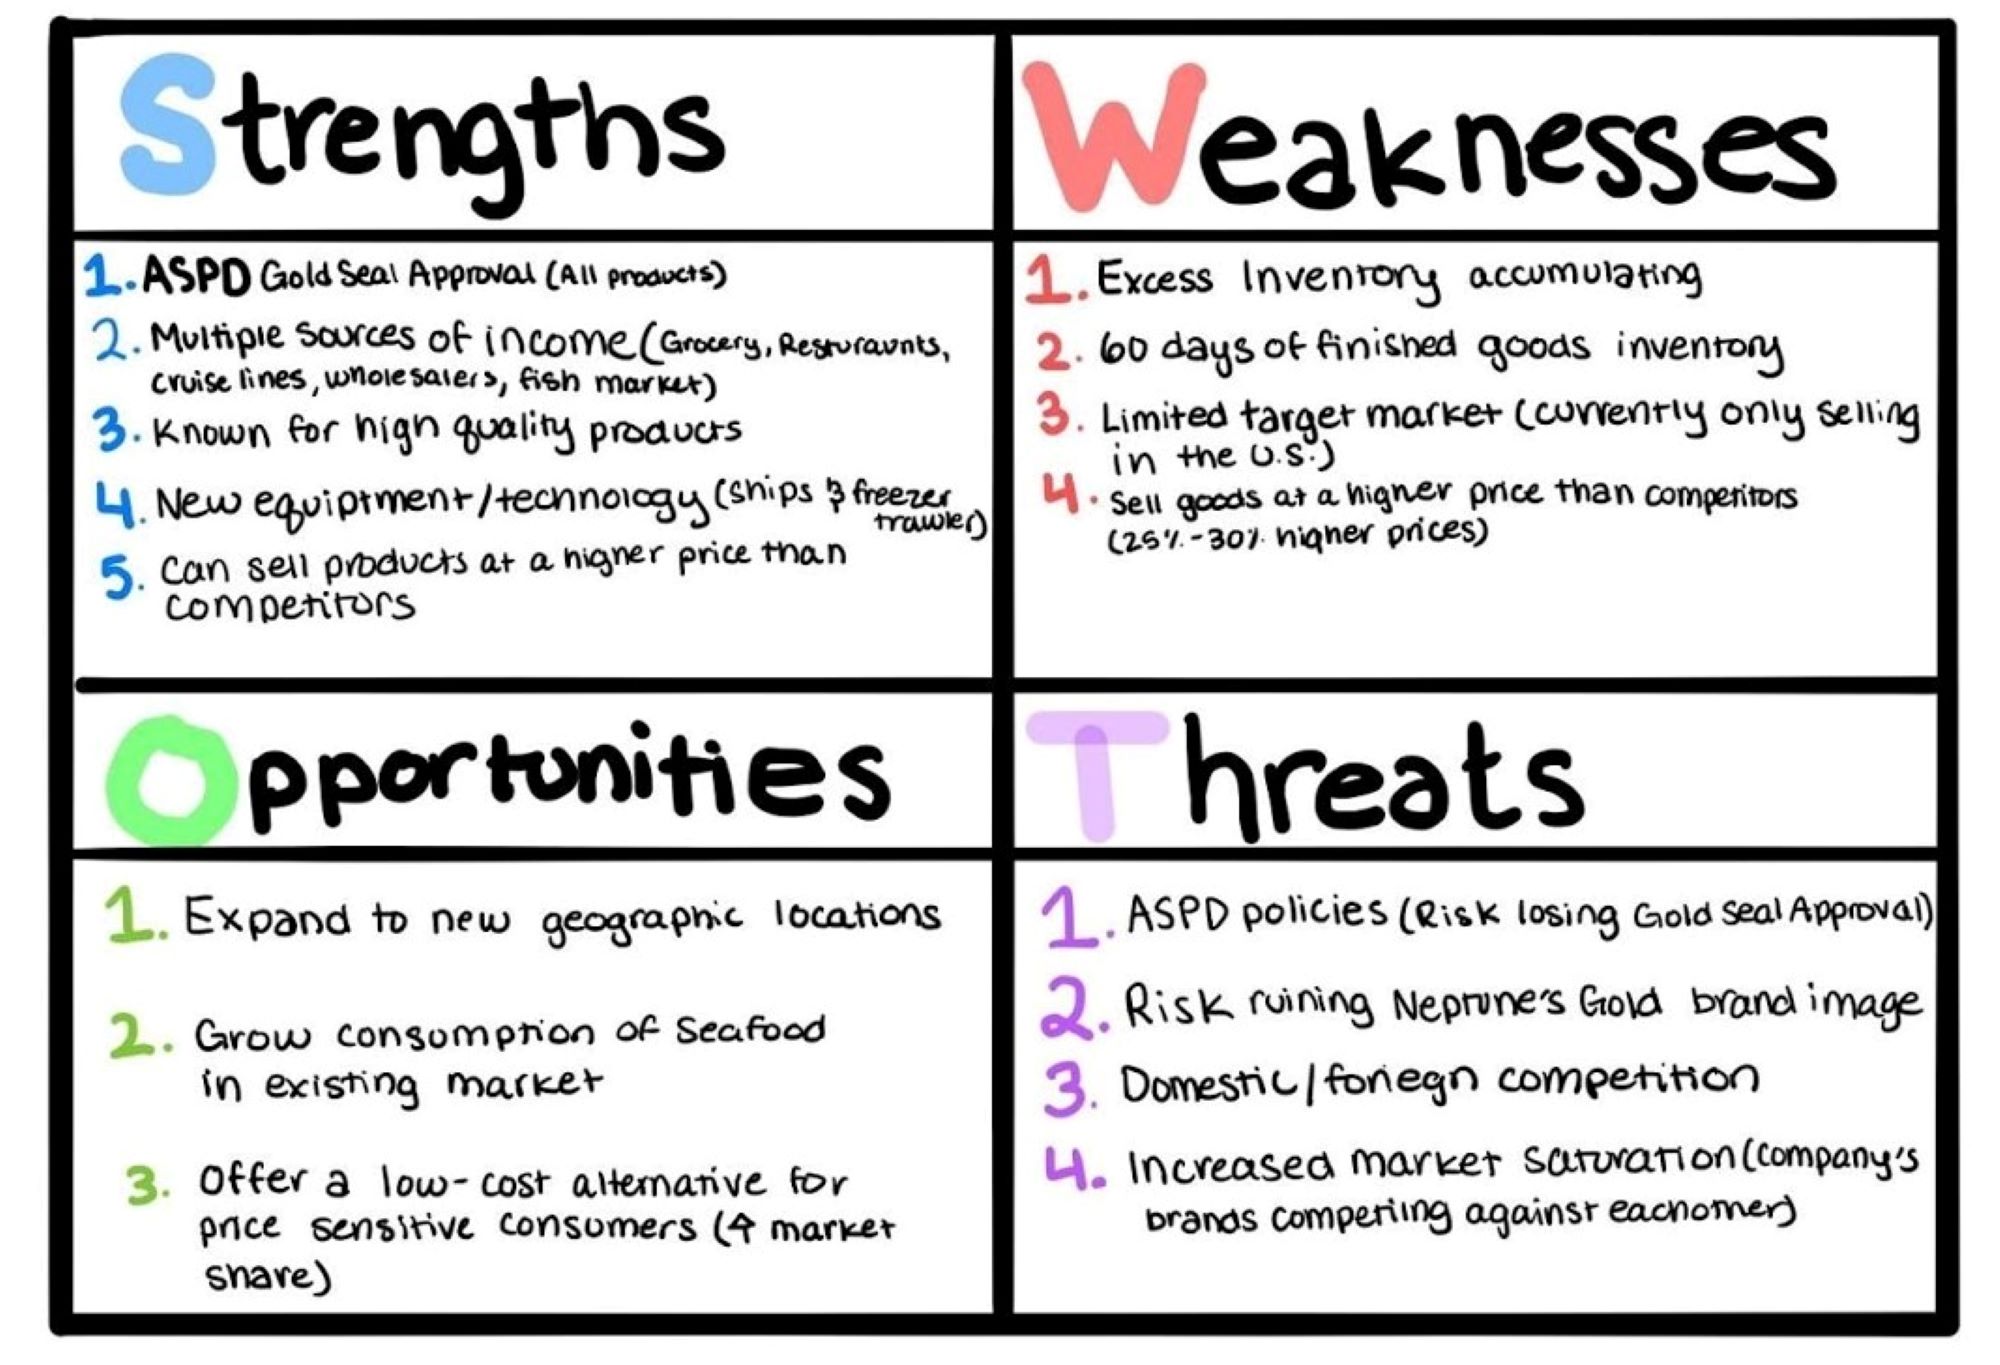 Strengths
1. ASPD Gold Seal Approval (All products)
2. Multiple Sources of income (Grocery, Resturaunts,
cruise lines, wholesalers, fish market)
3. Known for high quality products
4. New equiptment/technology (ships & freezer
trawler)
5. Can sell products at a higher price than
competitors
Weaknesses
1. Excess Inventory accumulating
2. 60 days of finished goods inventory
3. Limited target market (currently only selling
in the U.S.)
4. Sell goods at a higher price than competitors
(25%-30% higher prices)
Opportunities
1. Expand to new geographic locations
2. Grow consumption of Seafood
in existing market
3. Offer a low-cost alternative for
price sensitive consumers (↑ market
share)
Threats
1. ASPD policies (Risk losing Gold Seal Approval)
2. Risk ruining Neptune's Gold brand image
3. Domestic/foriegn competition
4. Increased market saturation (company's
brands competing against eachother)